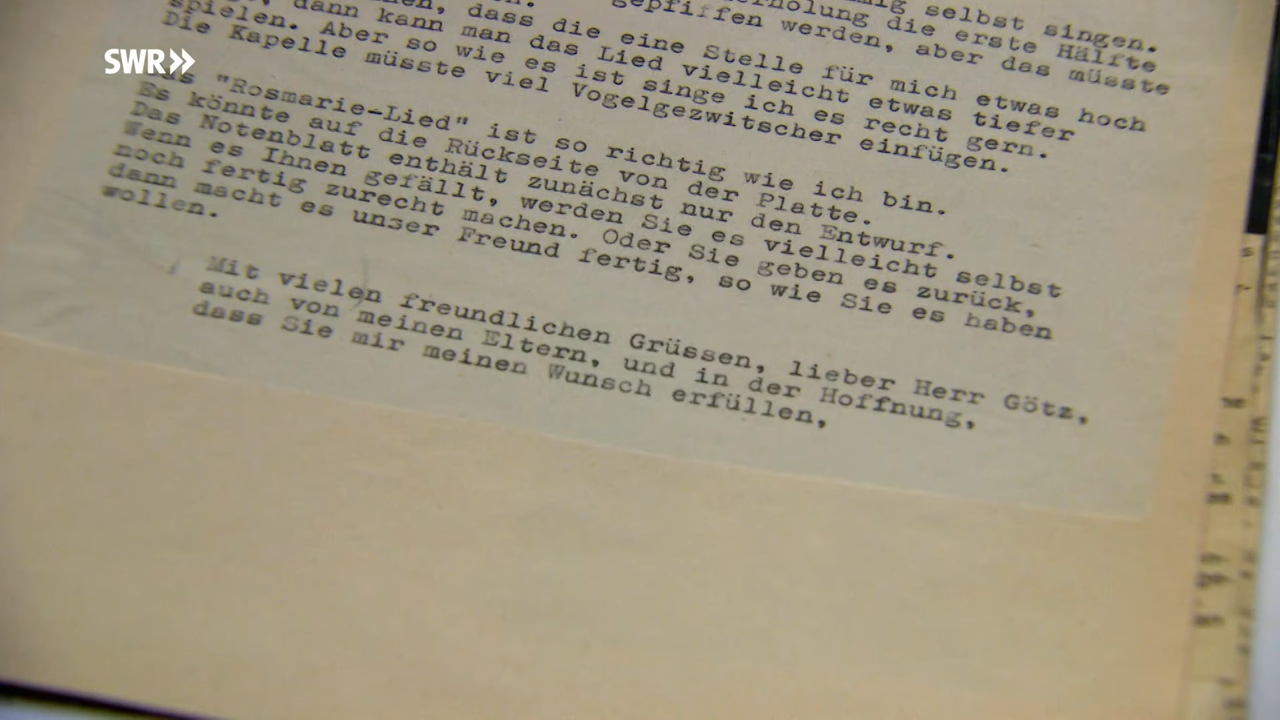 selbst singen.
erholung die erste Hälfte
gepfiffen werden, aber das müsste
dass die eine Stelle für mich etwas hoch
dann kann man das Lied vielleicht etwas tiefer
spielen. Aber so wie es ist singe ich es recht gern.
Die Kapelle müsste viel Vogelgezwitscher einfügen.
"Rosmarie-Lied" ist so richtig wie ich bin.
Es könnte auf die Rückseite von der Platte.
Das Notenblatt enthält zunächst nur den Entwurf.
Wenn es Ihnen gefällt, werden Sie es vielleicht selbst
noch fertig zurecht machen. Oder Sie geben es zurück,
dann macht es unser Freund fertig, so wie Sie es haben
wollen.
Mit vielen freundlichen Grüssen, lieber Herr Götz,
auch von meinen Eltern, und in der Hoffnung,
dass Sie mir meinen Wunsch erfüllen,
SWR»